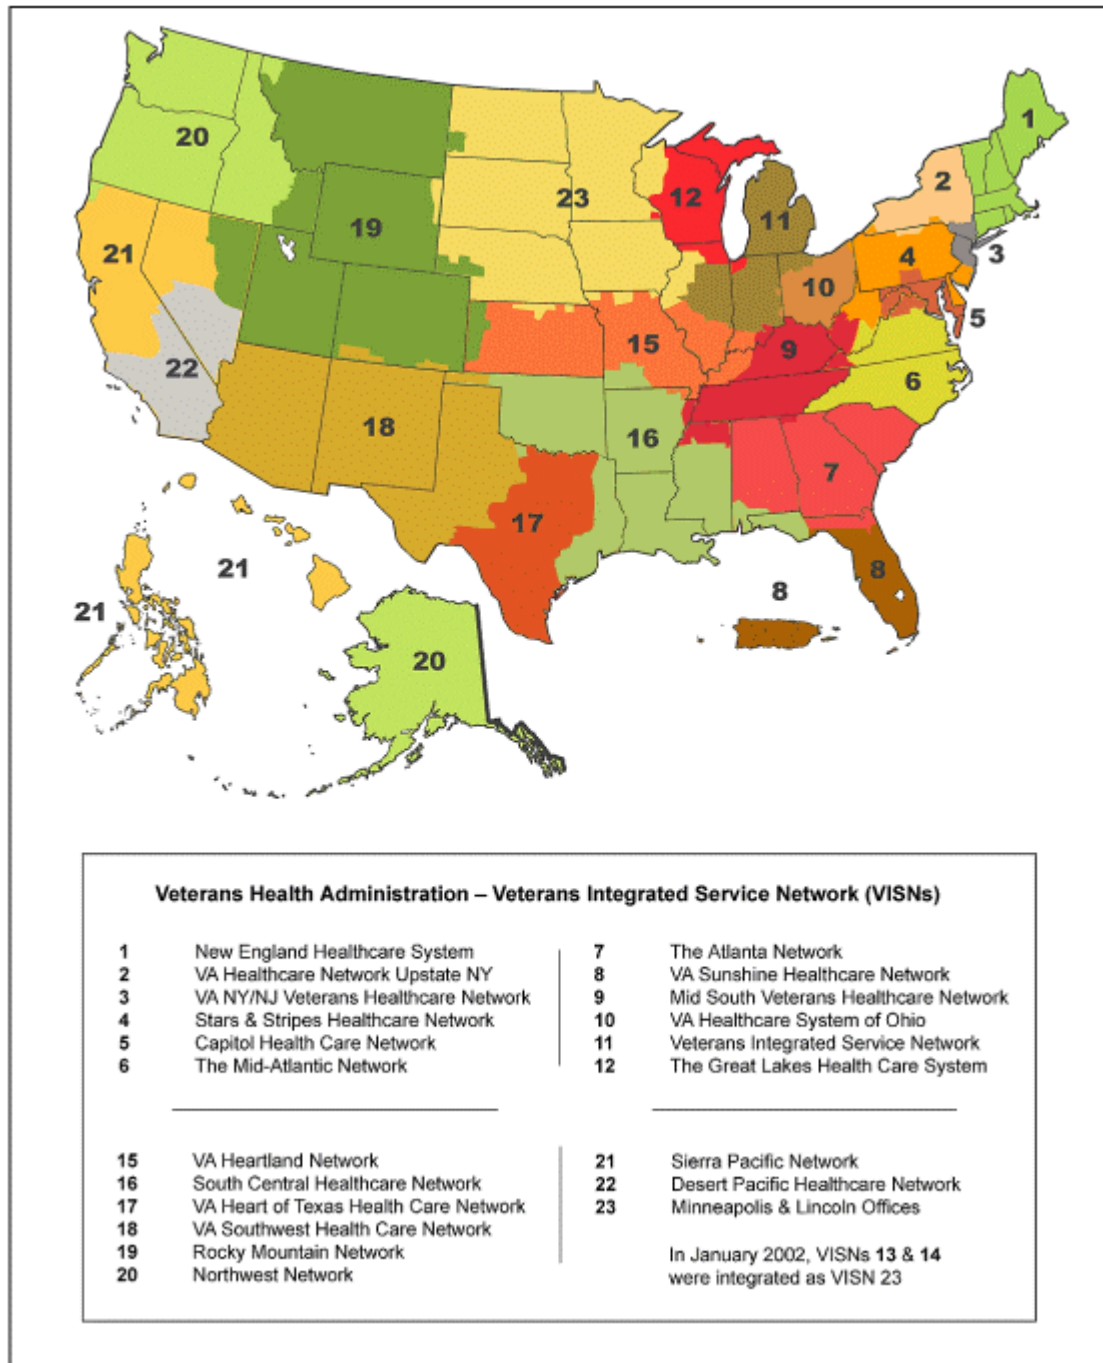 1
20
2
23
12
11
19
21
4
3
10
5
15
9
22
6
18
16
7
17
8
21
8
21
20
Veterans Health Administration – Veterans Integrated Service Network (VISNs)
1 New England Healthcare System
2 VA Healthcare Network Upstate NY
3 VA NY/NJ Veterans Healthcare Network
4 Stars & Stripes Healthcare Network
5 Capitol Health Care Network
6 The Mid-Atlantic Network
7 The Atlanta Network
8 VA Sunshine Healthcare Network
9 Mid South Veterans Healthcare Network
10 VA Healthcare System of Ohio
11 Veterans Integrated Service Network
12 The Great Lakes Health Care System
15 VA Heartland Network
16 South Central Healthcare Network
17 VA Heart of Texas Health Care Network
18 VA Southwest Health Care Network
19 Rocky Mountain Network
20 Northwest Network
21 Sierra Pacific Network
22 Desert Pacific Healthcare Network
23 Minneapolis & Lincoln Offices
In January 2002, VISNs 13 & 14
were integrated as VISN 23